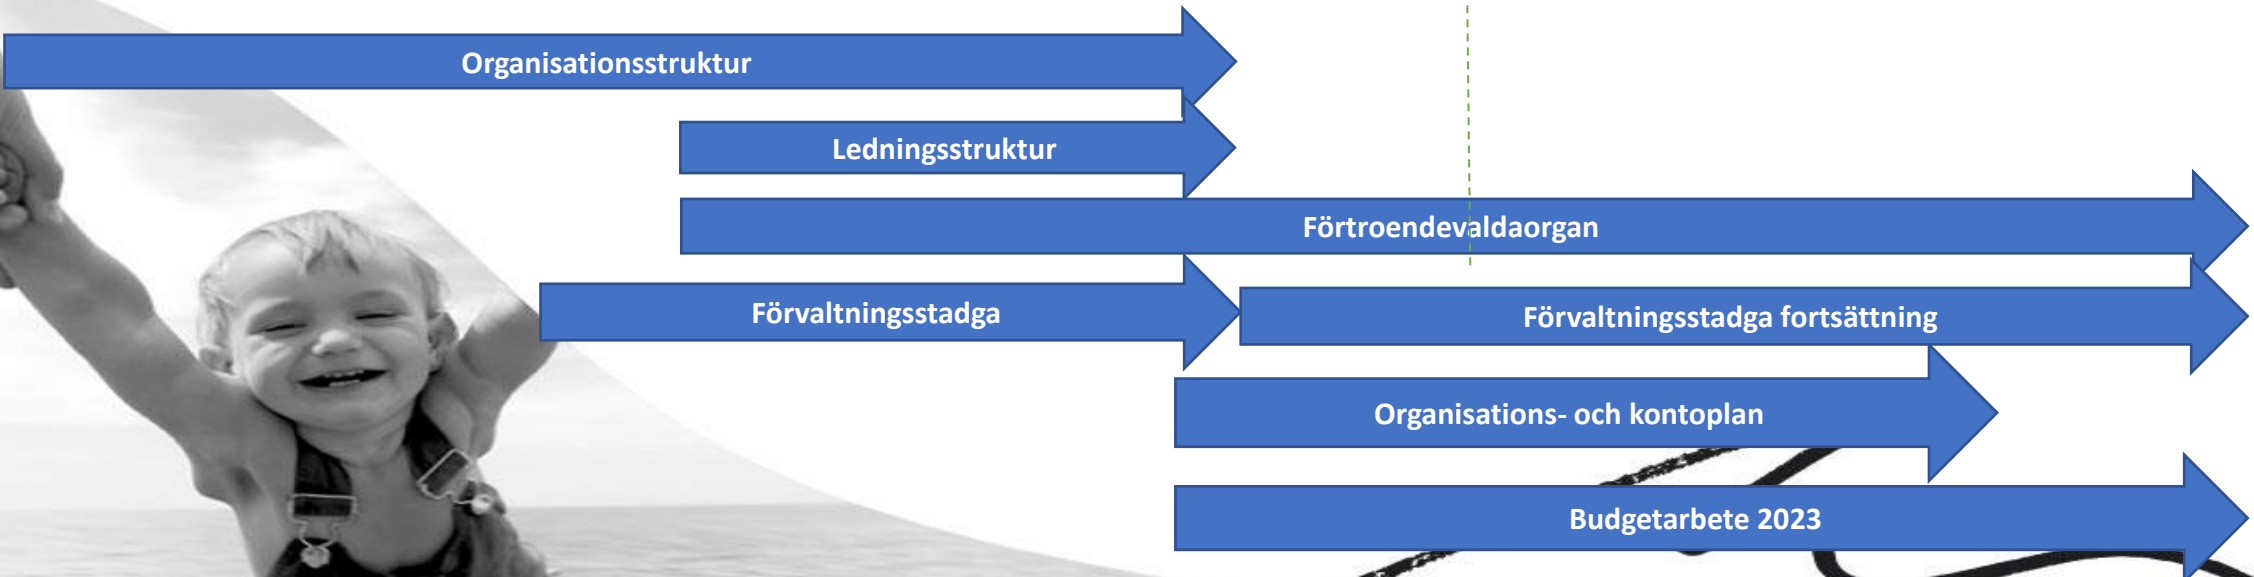 Organisationsstruktur
Ledningsstruktur
Förtroendevaldaorgan
Förvaltningsstadga
Förvaltningsstadga fortsättning
Organisations- och kontoplan
Budgetarbete 2023